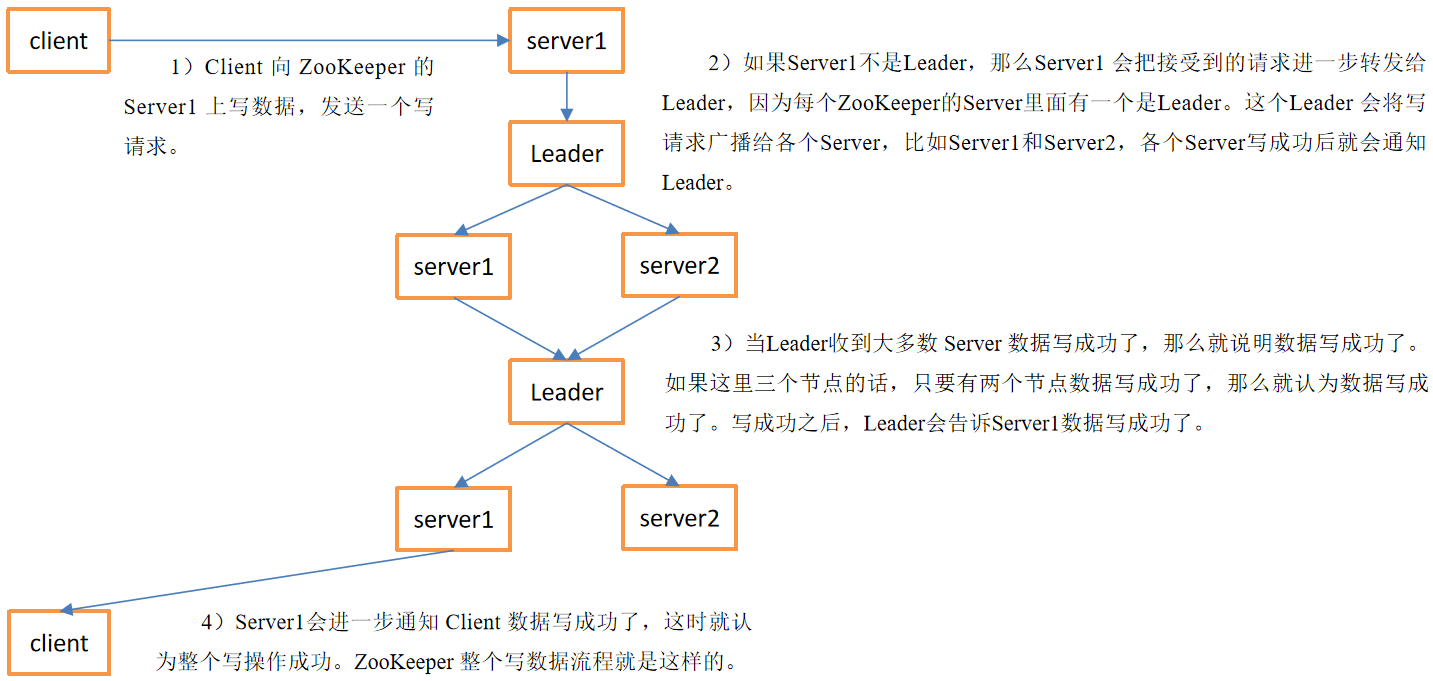 client
server1
1）Client 向 ZooKeeper 的
Server1 上写数据，发送一个写
请求。
2）如果Server1不是Leader，那么Server1 会把接受到的请求进一步转发给
Leader，因为每个ZooKeeper的Server里面有一个是Leader。这个Leader 会将写
请求广播给各个Server，比如Server1和Server2，各个Server写成功后就会通知
Leader。
Leader
server1
server2
3）当Leader收到大多数 Server 数据写成功了，那么就说明数据写成功了。
如果这里三个节点的话，只要有两个节点数据写成功了，那么就认为数据写成
功了。写成功之后，Leader会告诉Server1数据写成功了。
Leader
server1
server2
client
4）Server1会进一步通知 Client 数据写成功了，这时就认
为整个写操作成功。ZooKeeper 整个写数据流程就是这样的。